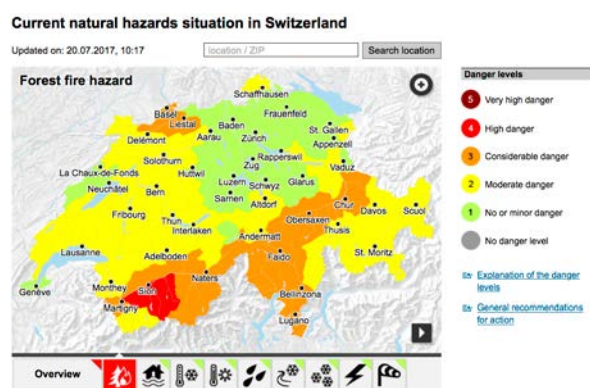 Current natural hazards situation in Switzerland
Updated on: 20.07.2017, 10:17
location / ZIP
Search location
Forest fire hazard
Schaffhausen
Basel
Liestal
Frauenfeld
Baden
Delémont
Aarau
Zürich
St. Gallen
Appenzell
Solothurn
Rapperswil
Zug
La Chaux-de-Fonds
Huttwil
Vaduz
Neuchâtel
Bern
Luzern
Schwyz
Glarus
Sarnen
Altdorf
Fribourg
Thun
Interlaken
Chur
Davos
Scuol
Obersaxen
Thusis
Andermatt
Lausanne
Adelboden
Faido
St. Moritz
Genève
Monthey
Sion
Naters
Martigny
Bellinzona
Lugano
Danger levels
5 Very high danger
4 High danger
3 Considerable danger
2 Moderate danger
1 No or minor danger
No danger level
Explanation of the danger
levels
General recommendations
for action
Overview